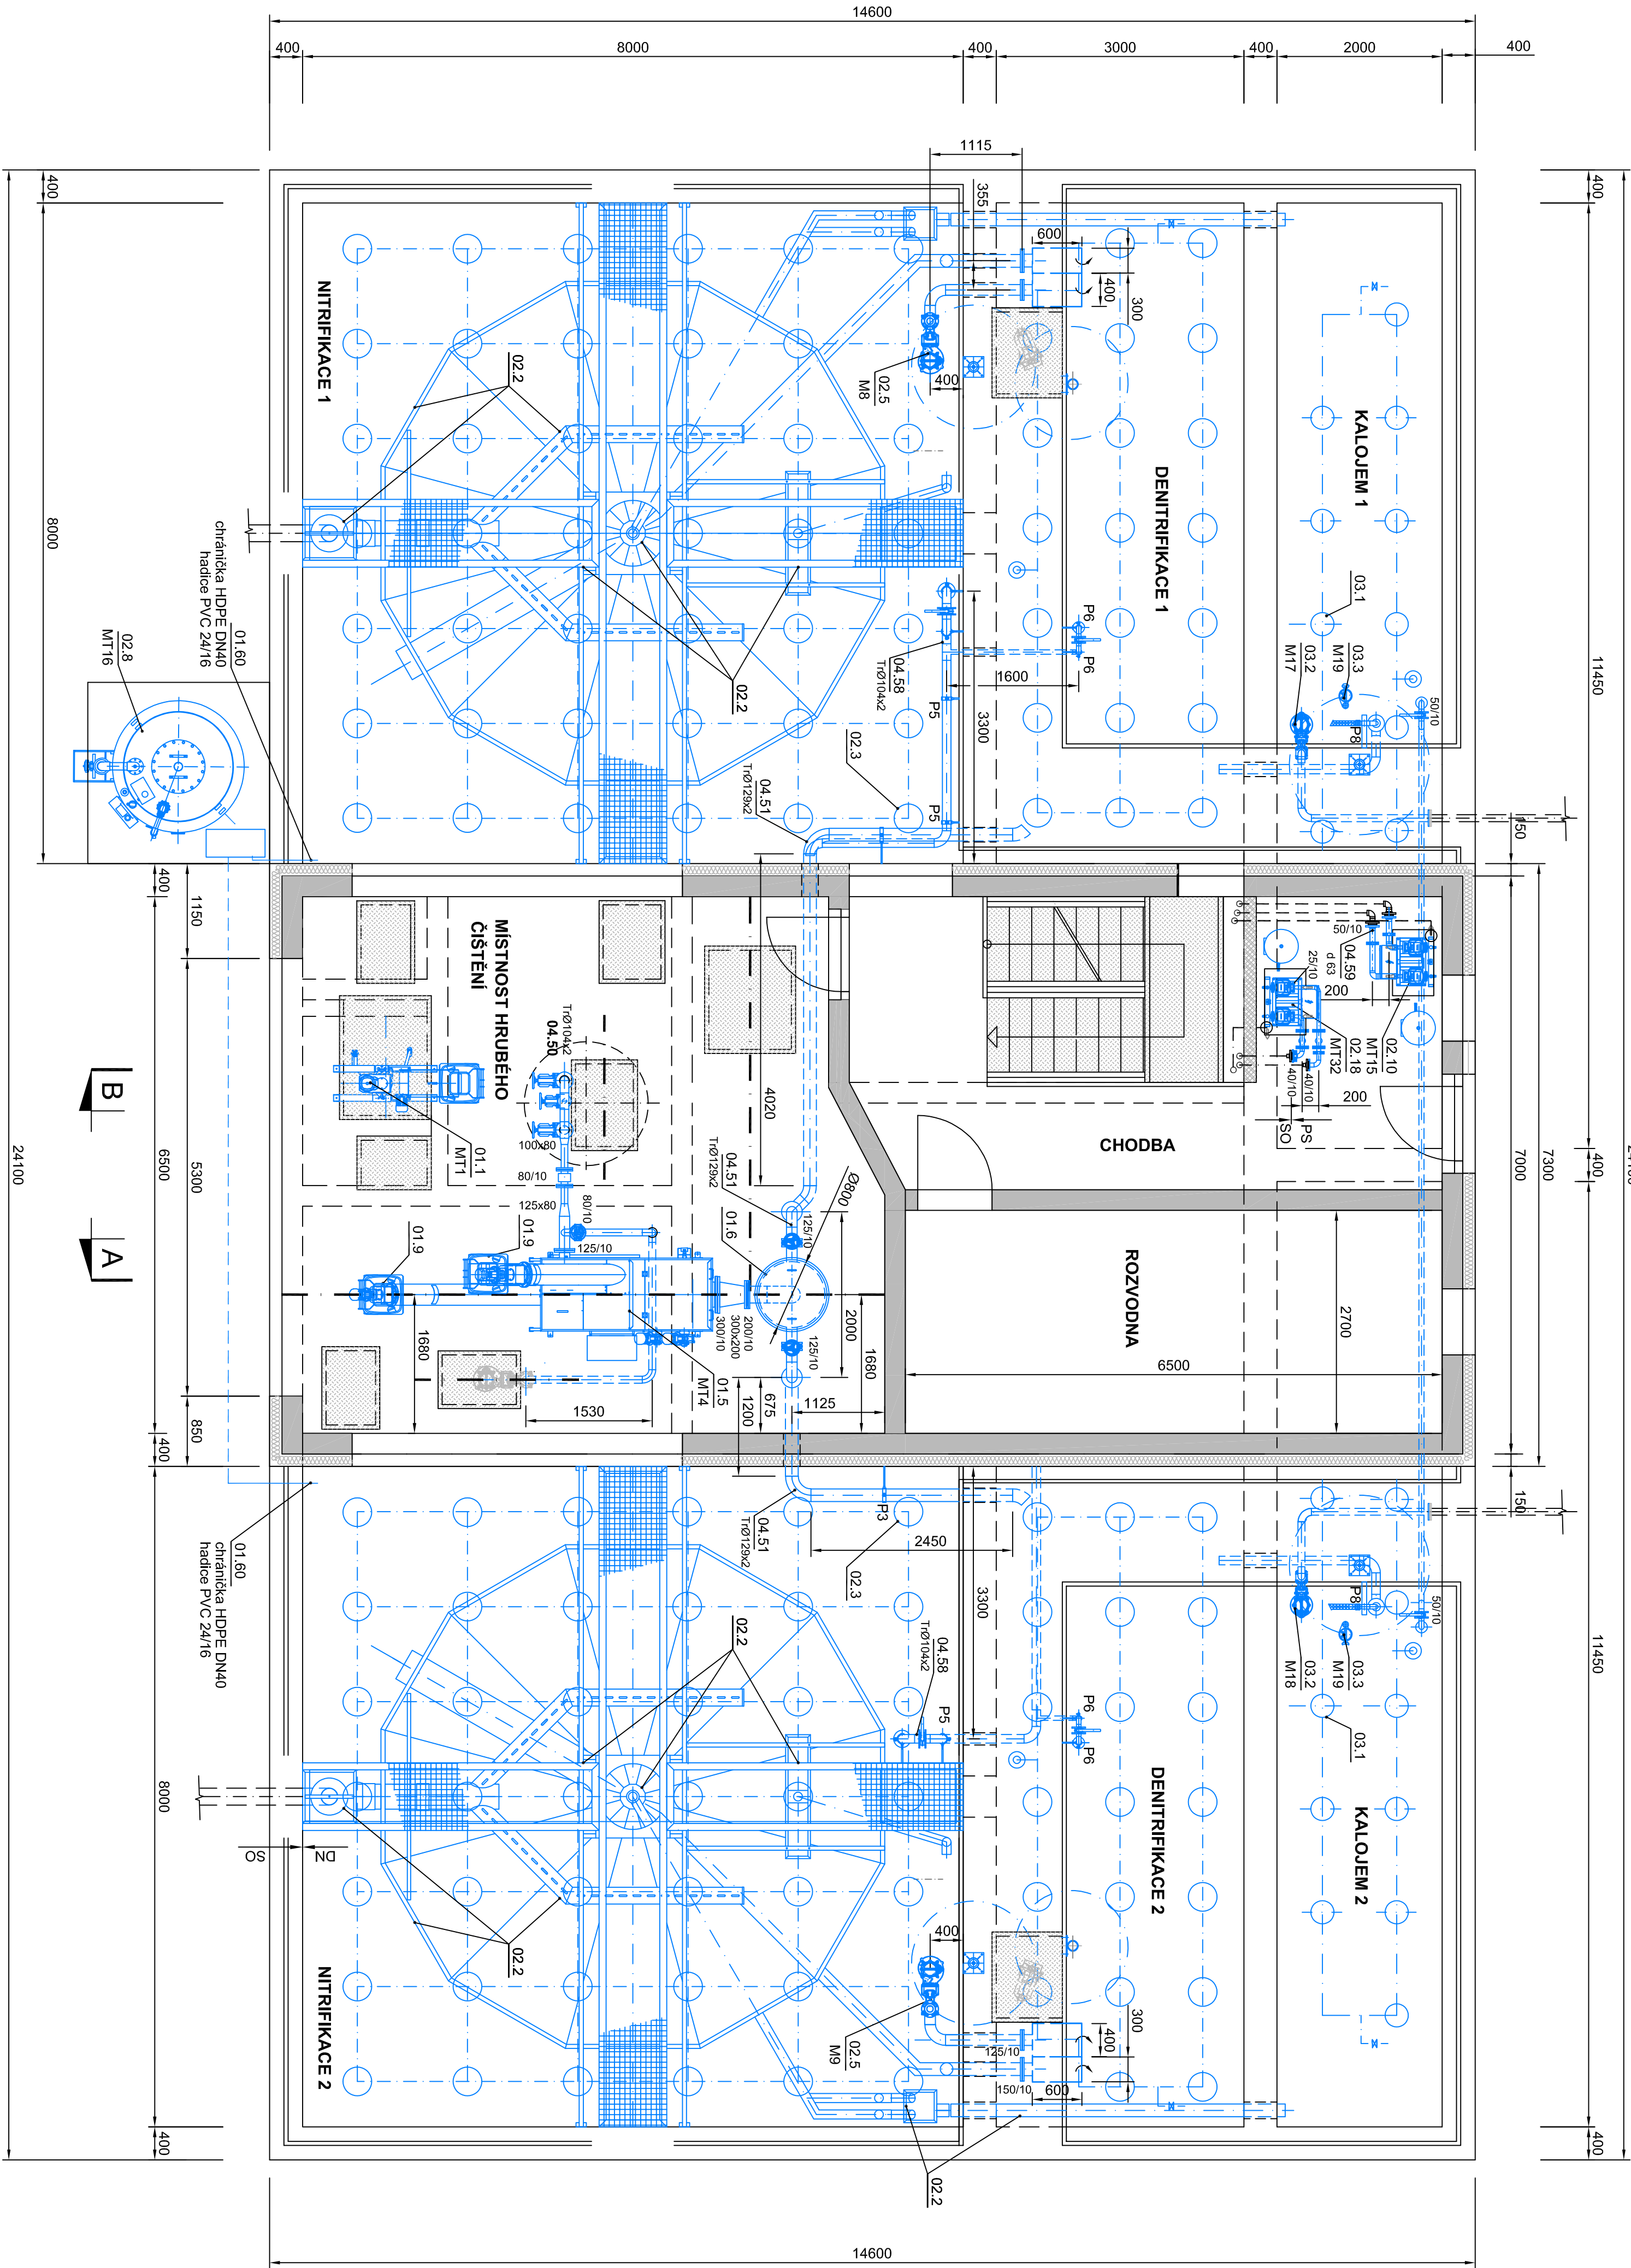 14600
400
8000
400
3000
400
2000
400
400
8000
24100
400
11450
400
11450
400
24100
7300
7000
150
150
1115
355
600
400
300
400
NITRIFIKACE 1
DENITRIFIKACE 1
KALOJEM 1
02.2
02.5
M8
03.1
03.3
M19
03.2
M17
50/10
P8
P6
P6
04.58
TrØ104x2
1600
P5
3300
P5
02.2
02.3
04.51
TrØ129x2
01.60
chránička HDPE DN40
hadice PVC 24/16
02.8
MT16
400
1150
6500
5300
850
400
8000
400
MÍSTNOST HRUBÉHO
ČIŠTĚNÍ
TrØ104x2
04.50
4020
100x80
80/10
125x80
80/10
125/10
04.51
TrØ129x2
01.6
Ø800
125/10
2000
125/10
01.1
MT1
01.9
01.9
200/10
300x200
300/10
01.5
MT4
1680
1680
1530
675
1200
1125
50/10
04.59
d 63
25/10
200
02.10
MT15
02.18
MT32
40/10
40/10
200
PS
SO
CHODBA
ROZVODNA
2700
6500
B
A
01.60
chránička HDPE DN40
hadice PVC 24/16
04.51
TrØ129x2
P3
02.3
2450
3300
04.58
TrØ104x2
P5
P6
P6
02.2
50/10
P8
03.2
M18
03.3
M19
03.1
DENITRIFIKACE 2
KALOJEM 2
NITRIFIKACE 2
SO
DN
02.2
400
02.5
M9
125/10
150/10
300
400
600
02.2
14600